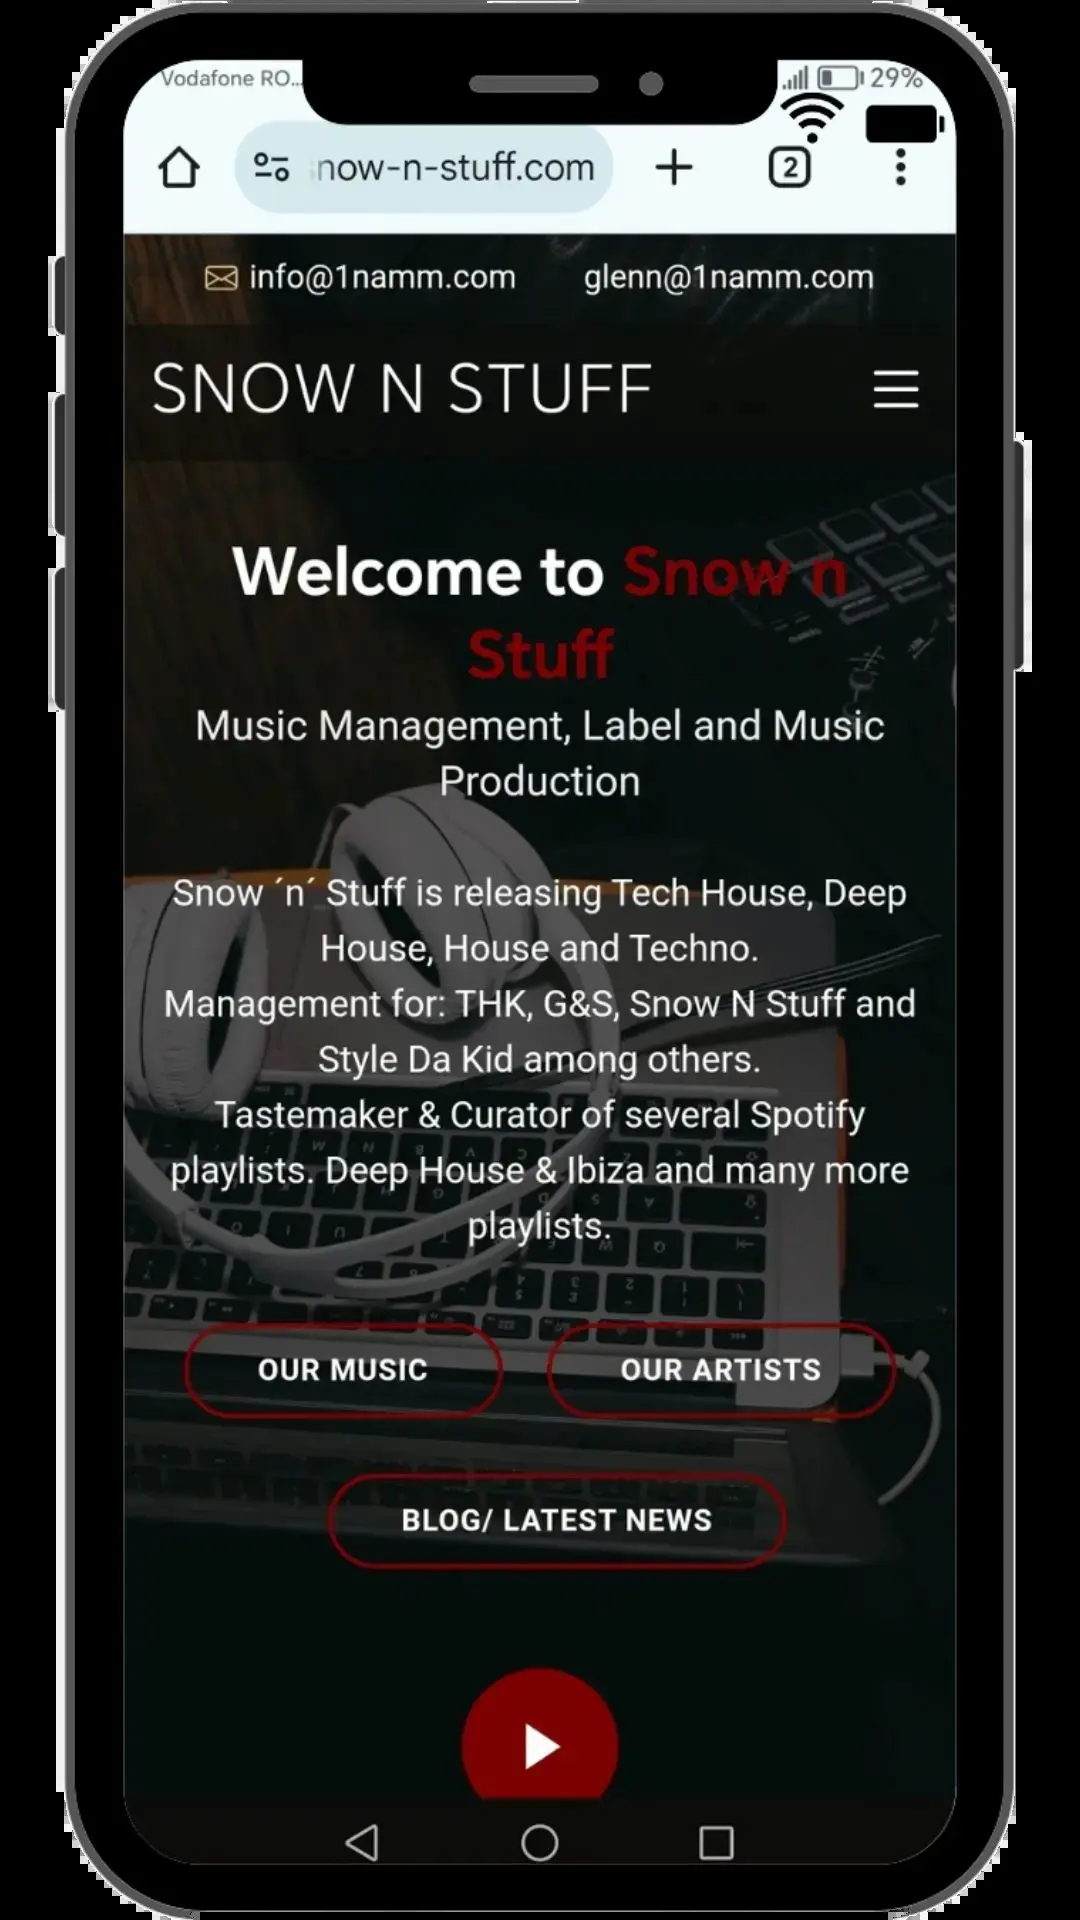 Vodafone RO...
29%
now-n-stuff.com
2
info@1namm.com
glenn@1namm.com
SNOW N STUFF
Welcome to Snow n
Stuff
Music Management, Label and Music
Production
Snow ´n´ Stuff is releasing Tech House, Deep
House, House and Techno.
Management for: THK, G&S, Snow N Stuff and
Style Da Kid among others.
Tastemaker & Curator of several Spotify
playlists. Deep House & Ibiza and many more
playlists.
OUR MUSIC
OUR ARTISTS
BLOG/ LATEST NEWS